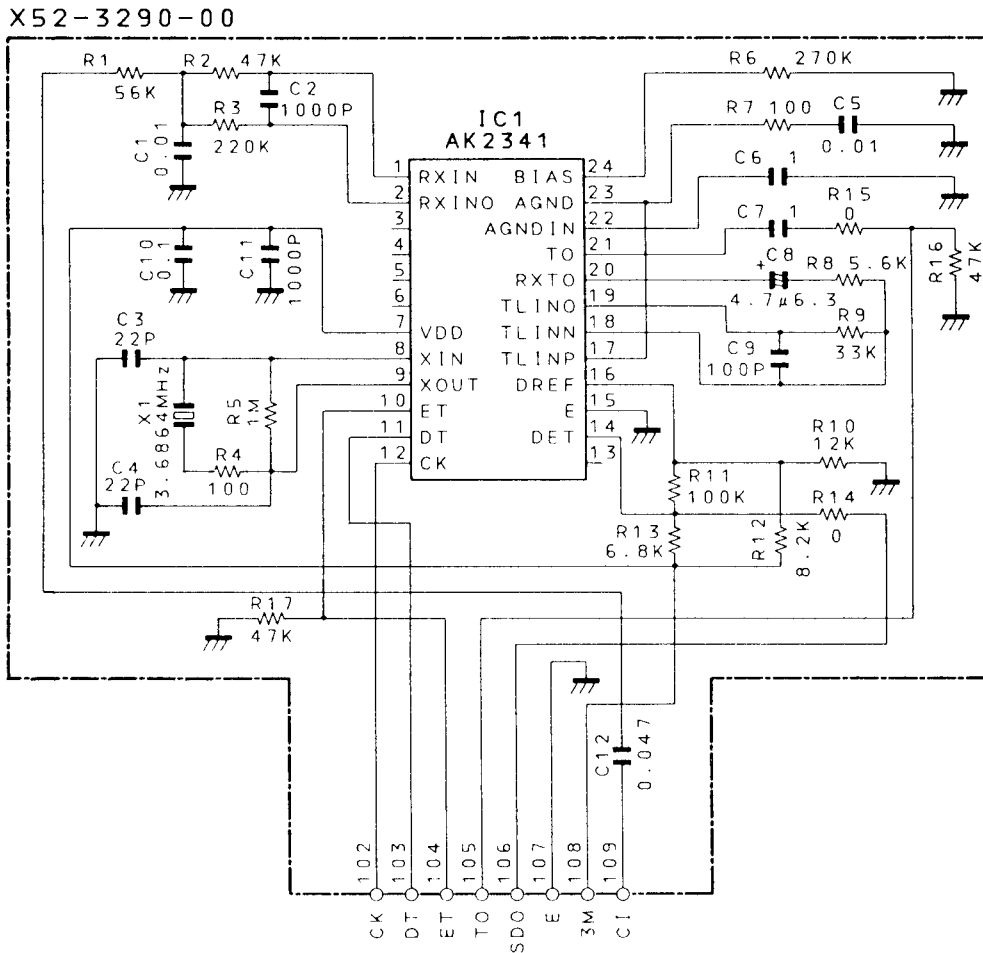 X52-3290-00
R1
56K
R2
47K
R3
220K
C2
1000P
C1
0.01
IC1
AK2341
R6
270K
R7
100
C5
0.01
C6
1
C7
1
R15
0
R16
47K
C8
+
4.7μ6.3
R8
5.6K
R9
33K
C9
100P
1 RXIN
2 RXINO
3
4
5
6
7 VDD
8 XIN
9 XOUT
10 ET
11 DT
12 CK
24 BIAS
23 AGND
22 AGNDIN
21 TO
20 RXTO
19 TLINO
18 TLINN
17 TLINP
16 DREF
15 E
14 DET
13
C10
0.1
C11
1000P
C3
22P
X1
3.6864MHz
R5
1M
R4
100
C4
22P
R10
12K
R11
100K
R14
0
R13
6.8K
R12
8.2K
R17
47K
C12
0.047
102
103
104
105
106
107
108
109
CK
DT
ET
TO
SDO
E
3M
CI